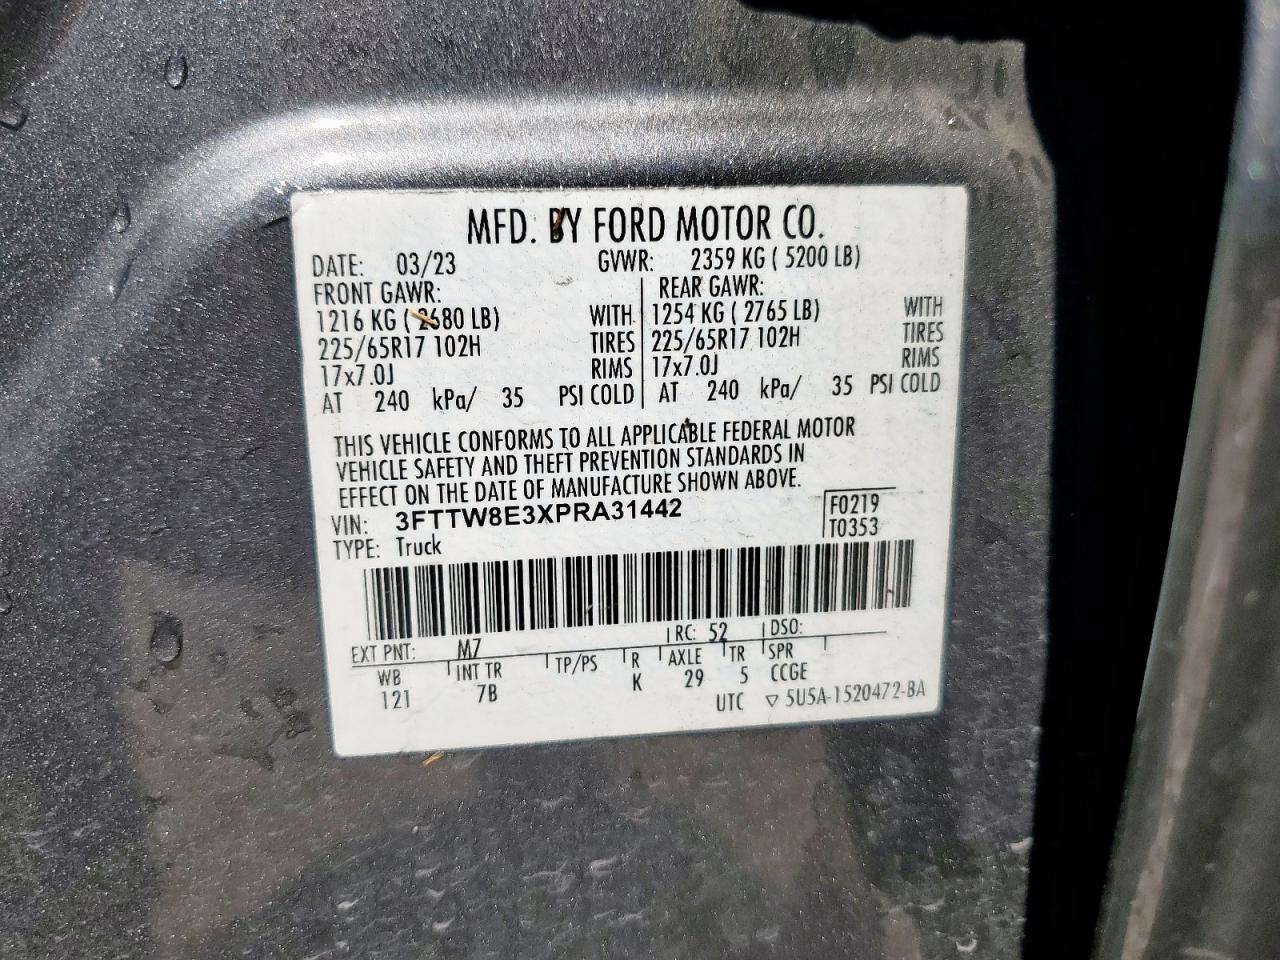 MFD. BY FORD MOTOR CO.
DATE: 03/23 GVWR: 2359 KG ( 5200 LB)
FRONT GAWR: REAR GAWR:
1216 KG ( 2680 LB) WITH 1254 KG ( 2765 LB) WITH
225/65R17 102H TIRES 225/65R17 102H TIRES
17x7.0J RIMS 17x7.0J RIMS
AT 240 kPa/ 35 PSI COLD AT 240 kPa/ 35 PSI COLD
THIS VEHICLE CONFORMS TO ALL APPLICABLE FEDERAL MOTOR
VEHICLE SAFETY AND THEFT PREVENTION STANDARDS IN
EFFECT ON THE DATE OF MANUFACTURE SHOWN ABOVE.
VIN: 3FTTW8E3XPRA31442 F0219
TYPE: Truck T0353
EXT PNT: M7 RC: 52 DSO:
WB INT TR TP/PS R AXLE TR SPR
121 7B K 29 5 CCGE
UTC ▽ 5U5A-1520472-BA